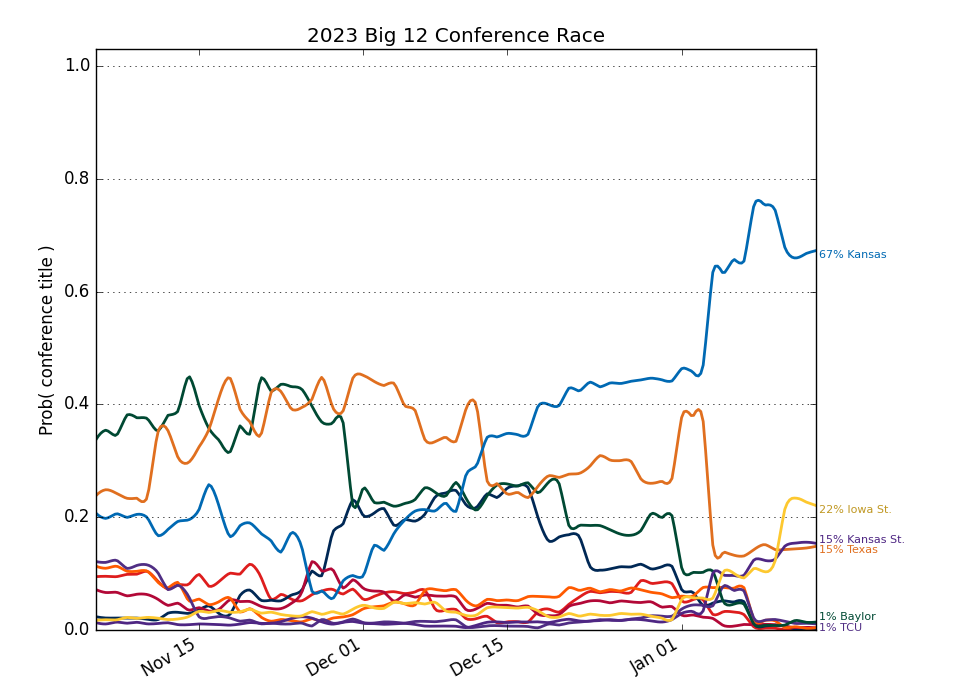 2023 Big 12 Conference Race
Prob( conference title )
1.0
0.8
0.6
0.4
0.2
0.0
Nov 15
Dec 01
Dec 15
Jan 01
67% Kansas
22% Iowa St.
15% Kansas St.
15% Texas
1% Baylor
1% TCU